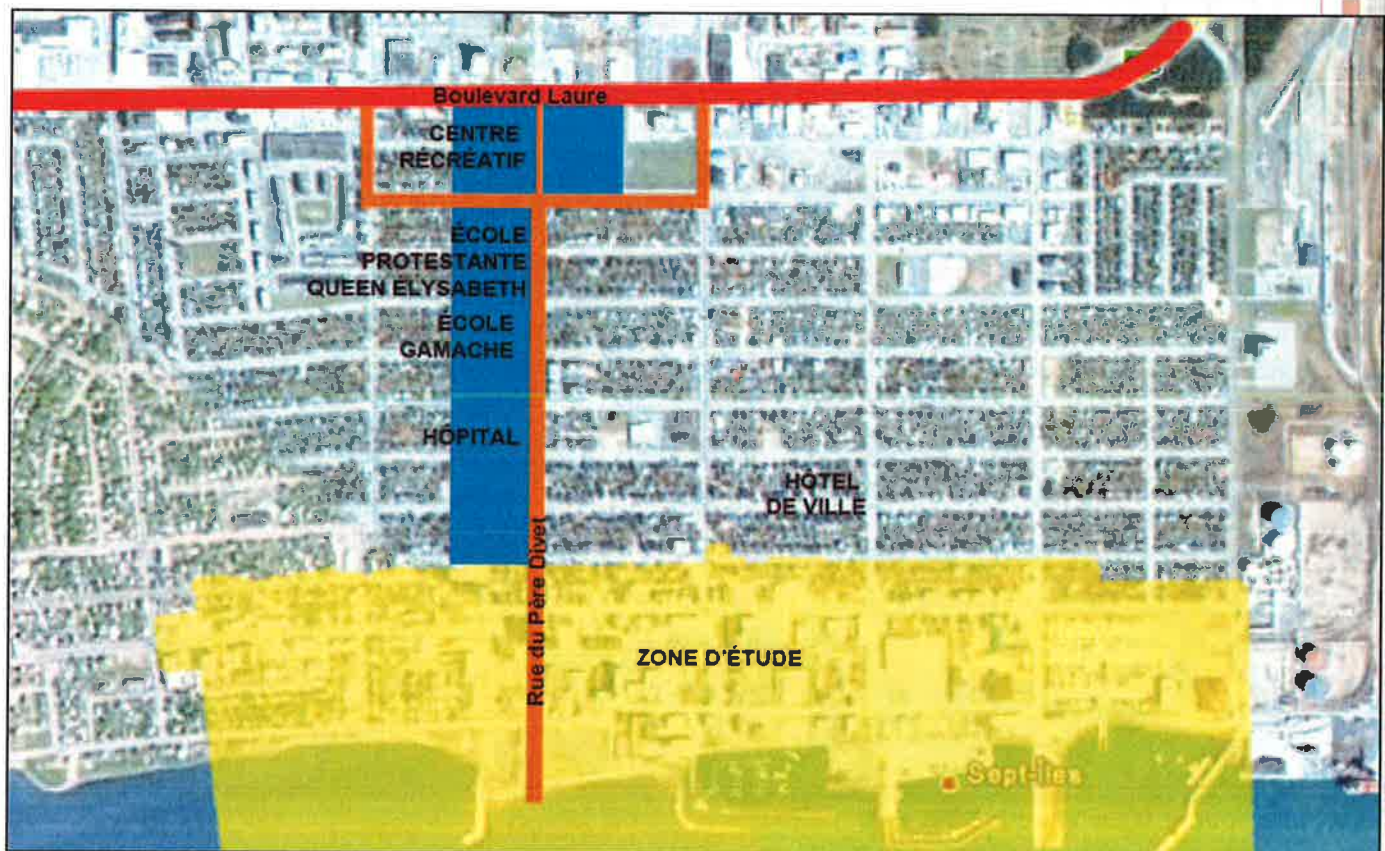 Boulevard Laure
CENTRE
RÉCRÉATIF
ÉCOLE
PROTESTANTE
QUEEN ÉLYSABETH
ÉCOLE
GAMACHE
HÔPITAL
HÔTEL
DE VILLE
Rue du Père Divet
ZONE D'ÉTUDE
Sept-Îles